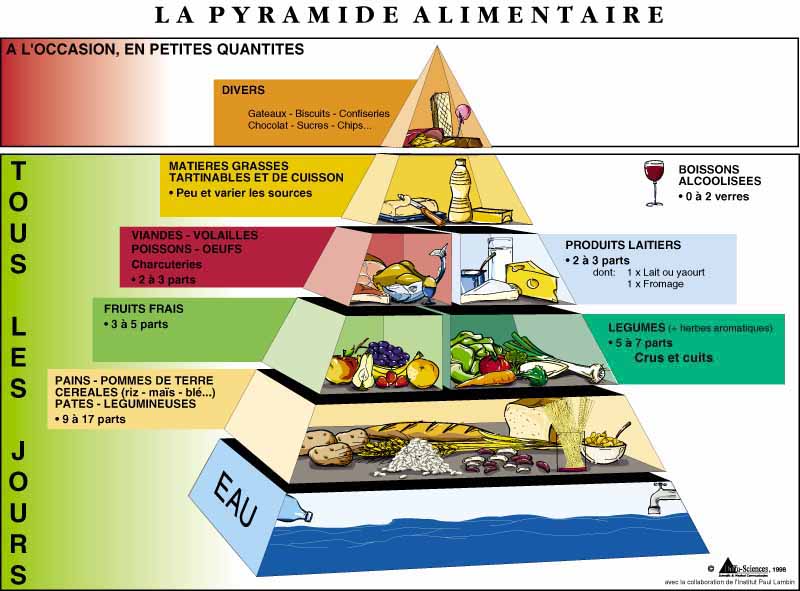 LA PYRAMIDE ALIMENTAIRE
A L'OCCASION, EN PETITES QUANTITES
DIVERS
Gateaux - Biscuits - Confiseries
Chocolat - Sucres - Chips...
TOUS LES JOURS
MATIERES GRASSES
TARTINABLES ET DE CUISSON
• Peu et varier les sources
BOISSONS
ALCOOLISEES
• 0 à 2 verres
VIANDES - VOLAILLES
POISSONS - OEUFS
Charcuteries
• 2 à 3 parts
PRODUITS LAITIERS
• 2 à 3 parts
dont: 1 x Lait ou yaourt
1 x Fromage
FRUITS FRAIS
• 3 à 5 parts
LEGUMES (+ herbes aromatiques)
• 5 à 7 parts
Crus et cuits
PAINS - POMMES DE TERRE
CEREALES (riz - maïs - blé...)
PATES - LEGUMINEUSES
• 9 à 17 parts
EAU
-Sciences, 1998
avec la collaboration de l'Institut Paul Lambin